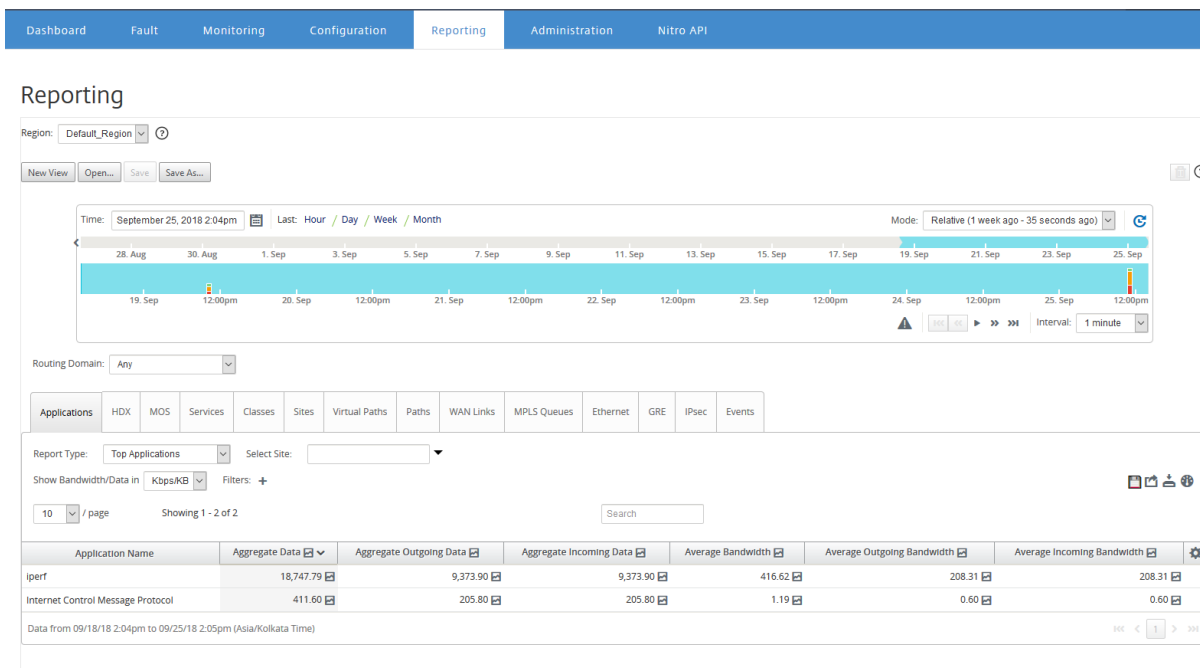 Dashboard Fault Monitoring Configuration Reporting Administration Nitro API
Reporting
Region: Default_Region ?
New View Open... Save Save As...
Time: September 25, 2018 2:04pm Last: Hour / Day / Week / Month Mode: Relative (1 week ago - 35 seconds ago)
28. Aug 30. Aug 1. Sep 3. Sep 5. Sep 7. Sep 9. Sep 11. Sep 13. Sep 15. Sep 17. Sep 19. Sep 21. Sep 23. Sep 25. Sep
19. Sep 12:00pm 20. Sep 12:00pm 21. Sep 12:00pm 22. Sep 12:00pm 23. Sep 12:00pm 24. Sep 12:00pm 25. Sep 12:00pm
Interval: 1 minute
Routing Domain: Any
Applications HDX MOS Services Classes Sites Virtual Paths Paths WAN Links MPLS Queues Ethernet GRE IPsec Events
Report Type: Top Applications Select Site:
Show Bandwidth/Data in Kbps/KB Filters: +
10 / page Showing 1 - 2 of 2 Search
Application Name Aggregate Data Aggregate Outgoing Data Aggregate Incoming Data Average Bandwidth Average Outgoing Bandwidth Average Incoming Bandwidth
iperf 18,747.79 9,373.90 9,373.90 416.62 208.31 208.31
Internet Control Message Protocol 411.60 205.80 205.80 1.19 0.60 0.60
Data from 09/18/18 2:04pm to 09/25/18 2:05pm (Asia/Kolkata Time) 1